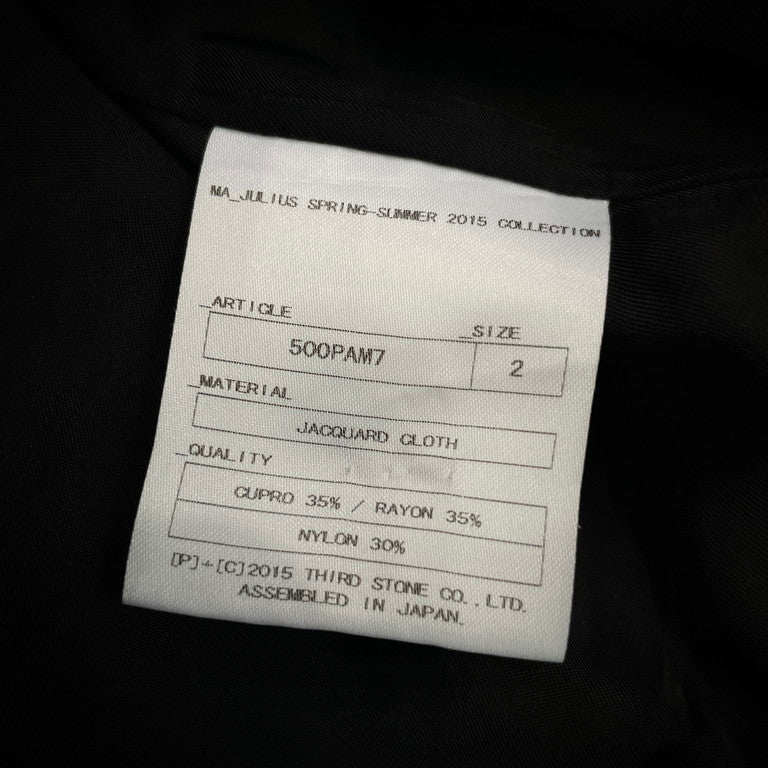 MA_JULIUS SPRING-SUMMER 2015 COLLECTION
_ARTICLE _SIZE
500PAM7 2
_MATERIAL
JACQUARD CLOTH
_QUALITY
CUPRO 35% / RAYON 35%
NYLON 30%
[P]+[C]2015 THIRD STONE CO.,LTD.
ASSEMBLED IN JAPAN.